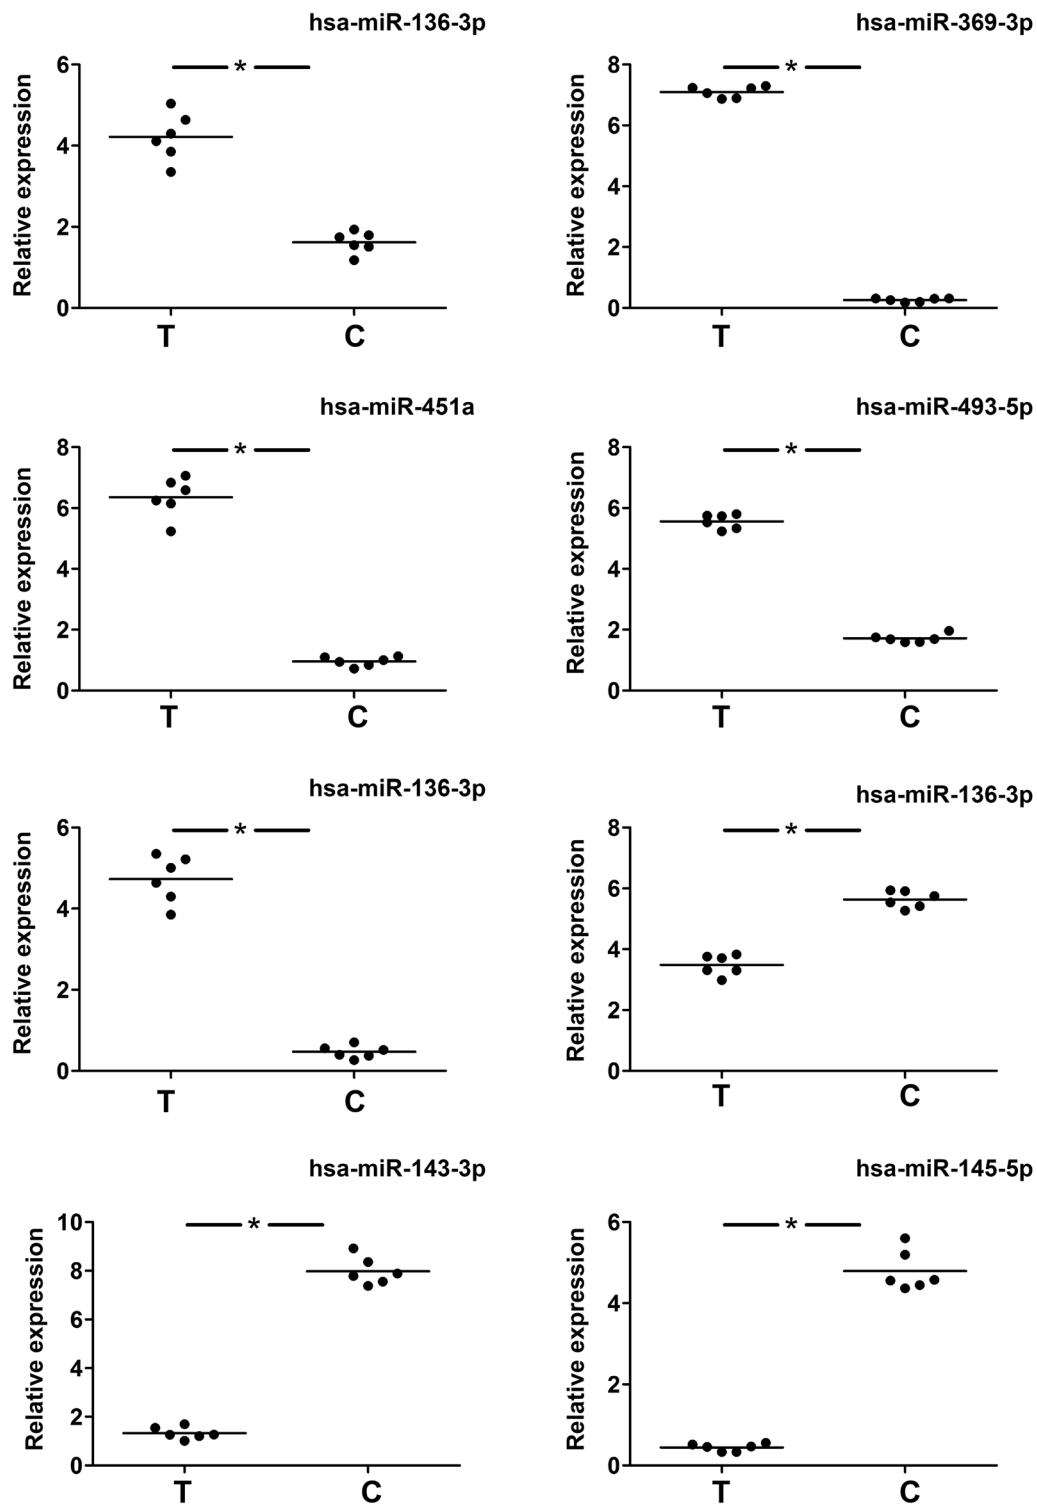 hsa-miR-136-3p
Relative expression
6
4
2
0
*
T C
hsa-miR-369-3p
Relative expression
8
6
4
2
0
*
T C
hsa-miR-451a
Relative expression
8
6
4
2
0
*
T C
hsa-miR-493-5p
Relative expression
8
6
4
2
0
*
T C
hsa-miR-136-3p
Relative expression
6
4
2
0
*
T C
hsa-miR-136-3p
Relative expression
8
6
4
2
0
*
T C
hsa-miR-143-3p
Relative expression
10
8
6
4
2
0
*
T C
hsa-miR-145-5p
Relative expression
6
4
2
0
*
T C